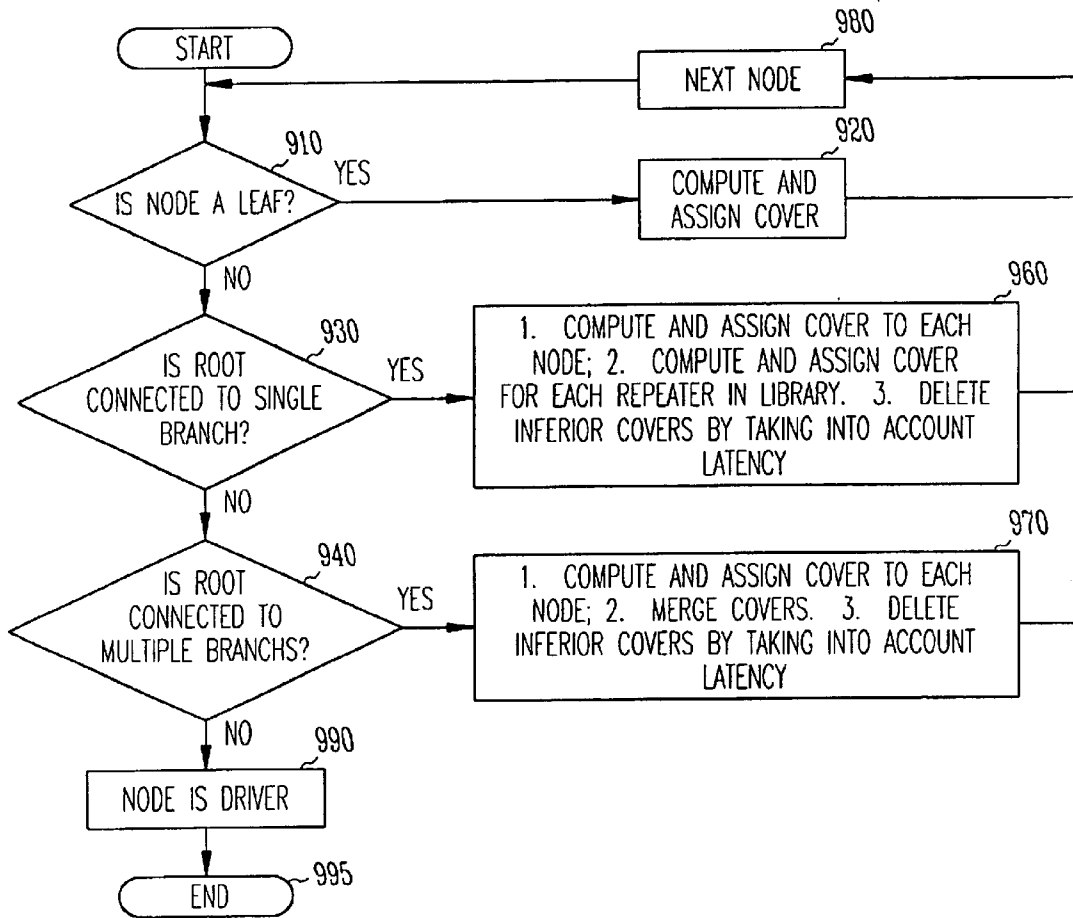 START
980
NEXT NODE
910
IS NODE A LEAF?
YES
920
COMPUTE AND
ASSIGN COVER
NO
930
IS ROOT
CONNECTED TO SINGLE
BRANCH?
YES
960
1. COMPUTE AND ASSIGN COVER TO EACH
NODE; 2. COMPUTE AND ASSIGN COVER
FOR EACH REPEATER IN LIBRARY. 3. DELETE
INFERIOR COVERS BY TAKING INTO ACCOUNT
LATENCY
NO
940
IS ROOT
CONNECTED TO
MULTIPLE BRANCHS?
YES
970
1. COMPUTE AND ASSIGN COVER TO EACH
NODE; 2. MERGE COVERS. 3. DELETE
INFERIOR COVERS BY TAKING INTO ACCOUNT
LATENCY
NO
990
NODE IS DRIVER
END
995